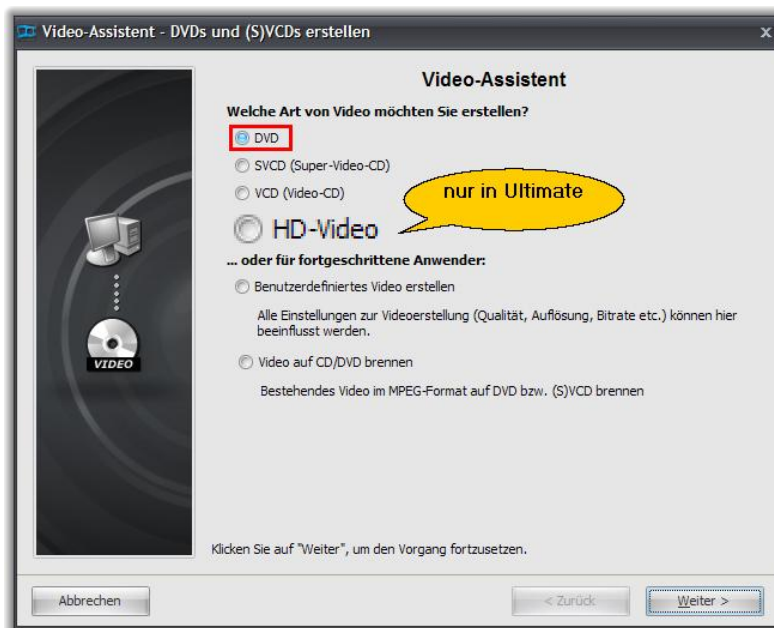 Video-Assistent - DVDs und (S)VCDs erstellen
x
Video-Assistent
Welche Art von Video möchten Sie erstellen?
DVD
SVCD (Super-Video-CD)
VCD (Video-CD)
nur in Ultimate
HD-Video
... oder für fortgeschrittene Anwender:
Benutzerdefiniertes Video erstellen
Alle Einstellungen zur Videoerstellung (Qualität, Auflösung, Bitrate etc.) können hier
beeinflusst werden.
Video auf CD/DVD brennen
Bestehendes Video im MPEG-Format auf DVD bzw. (S)VCD brennen
VIDEO
Klicken Sie auf "Weiter", um den Vorgang fortzusetzen.
Abbrechen
< Zurück
Weiter >